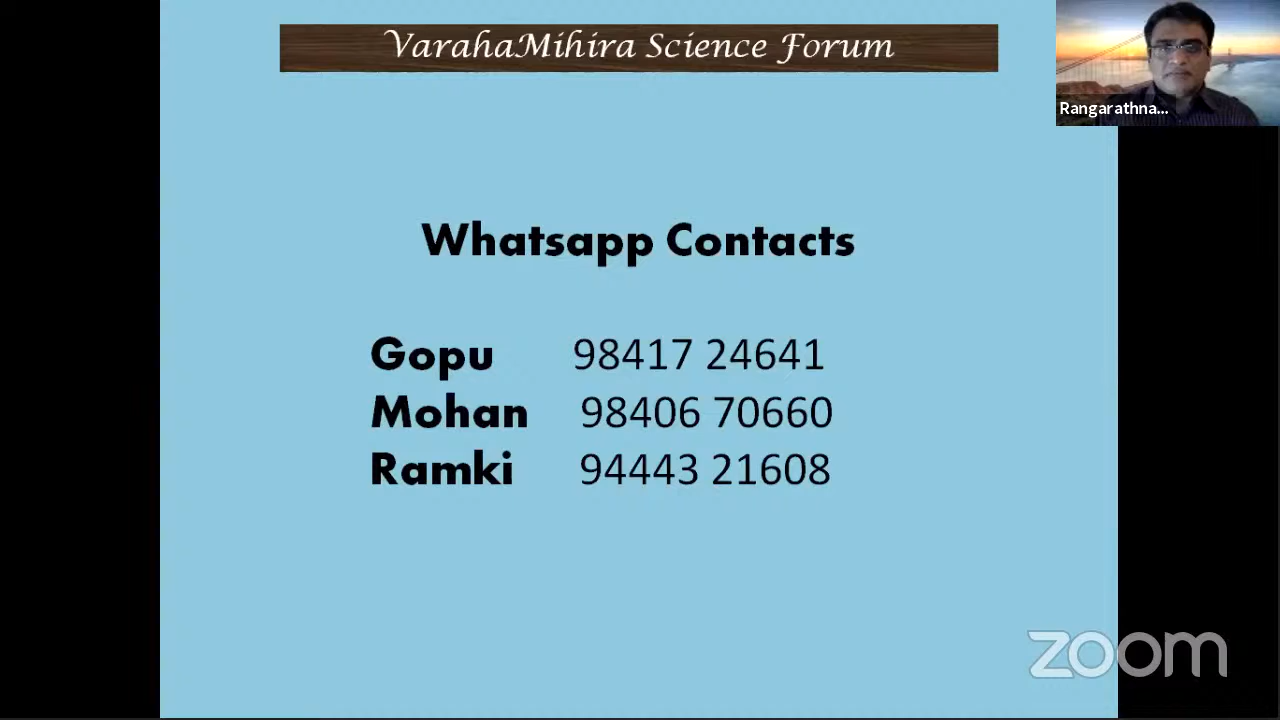 VarahaMihira Science Forum
Rangarathna...
Whatsapp Contacts
Gopu 98417 24641
Mohan 98406 70660
Ramki 94443 21608
zoom